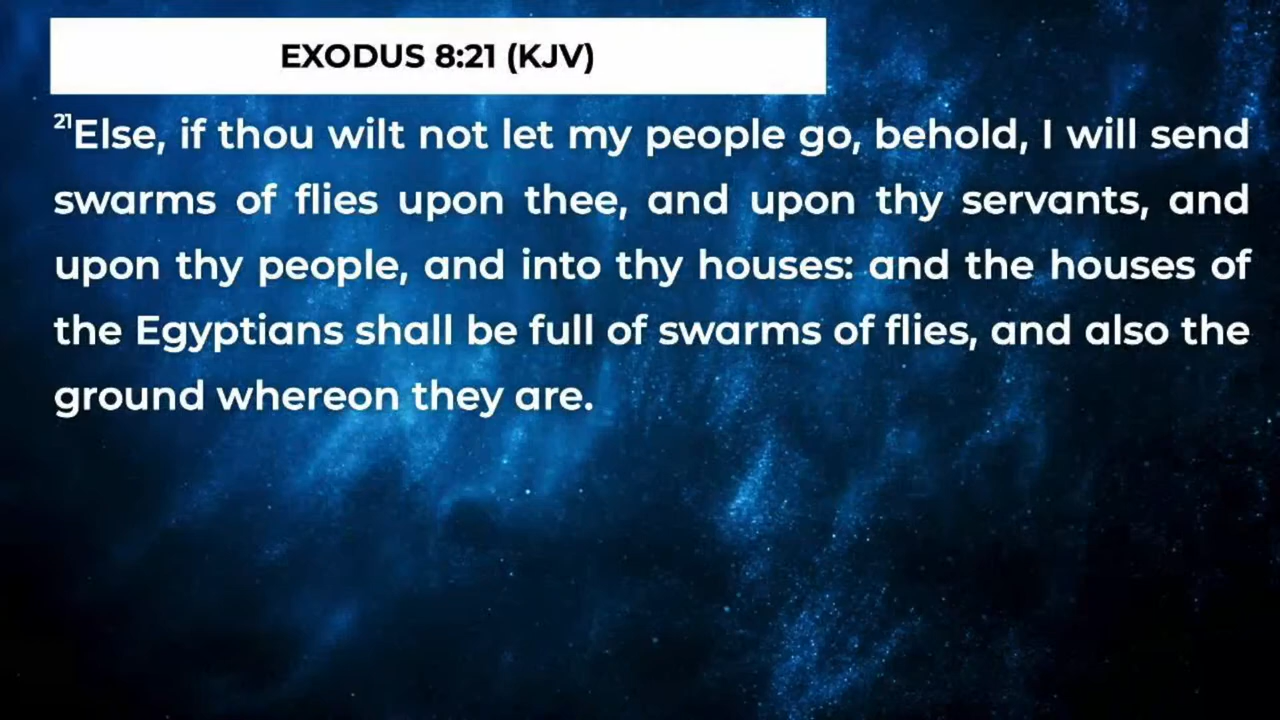 EXODUS 8:21 (KJV)
21Else, if thou wilt not let my people go, behold, I will send
swarms of flies upon thee, and upon thy servants, and
upon thy people, and into thy houses: and the houses of
the Egyptians shall be full of swarms of flies, and also the
ground whereon they are.